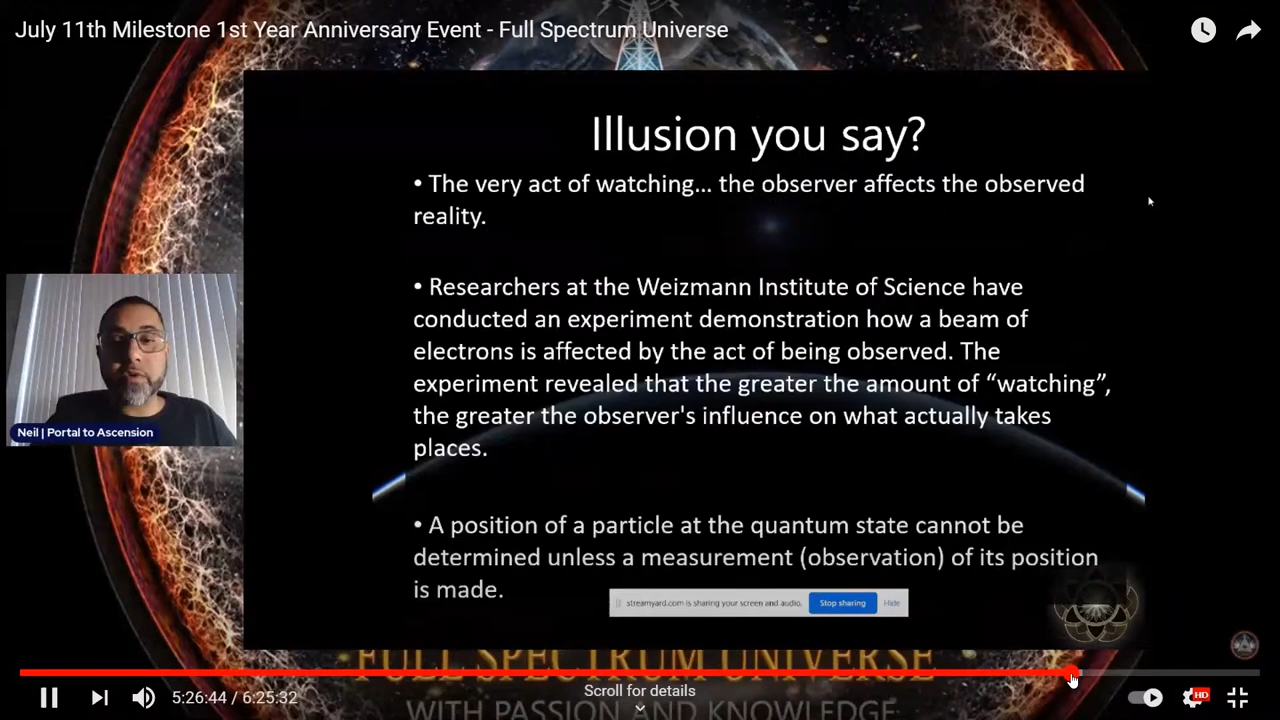 July 11th Milestone 1st Year Anniversary Event - Full Spectrum Universe
Illusion you say?
• The very act of watching... the observer affects the observed
reality.
• Researchers at the Weizmann Institute of Science have
conducted an experiment demonstration how a beam of
electrons is affected by the act of being observed. The
experiment revealed that the greater the amount of “watching”,
the greater the observer's influence on what actually takes
places.
Neil | Portal to Ascension
• A position of a particle at the quantum state cannot be
determined unless a measurement (observation) of its position
is made.
streamyard.com is sharing your screen and audio. Stop sharing Hide
FULL SPECTRUM UNIVERSE
5:26:44 / 6:25:32
Scroll for details
HD
WITH PASSION AND KNOWLEDGE